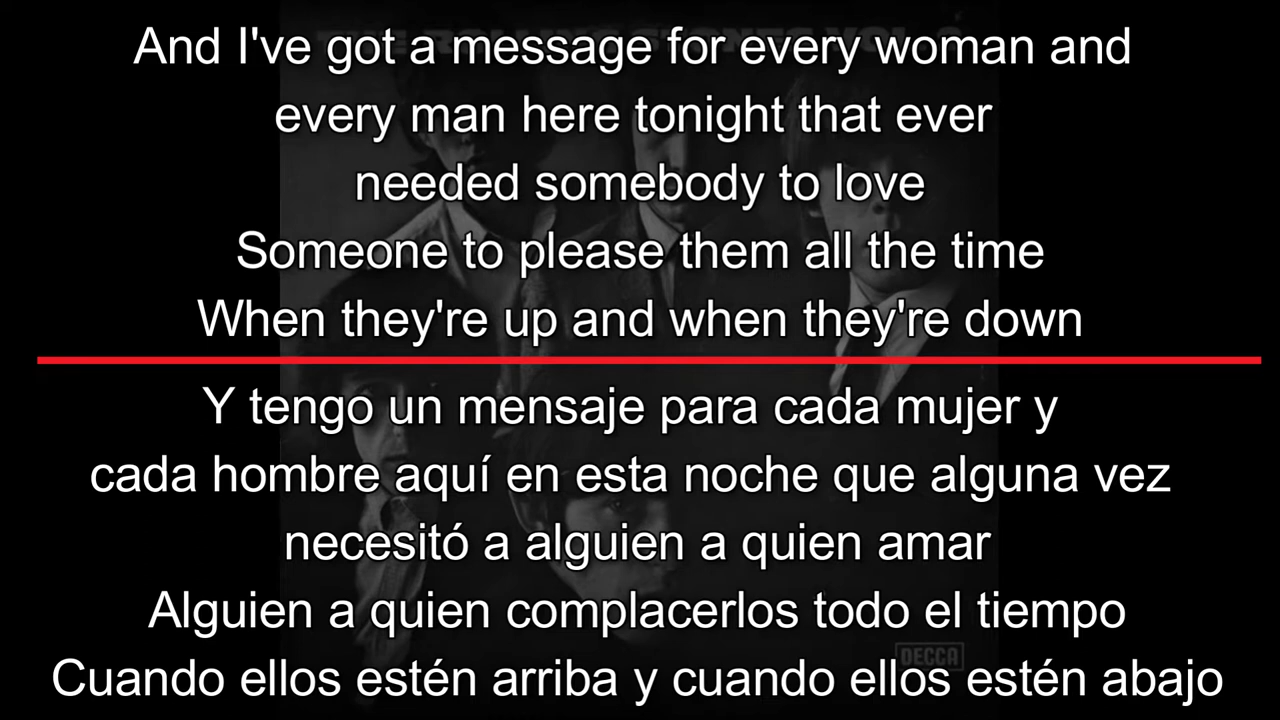 And I've got a message for every woman and
every man here tonight that ever
needed somebody to love
Someone to please them all the time
When they're up and when they're down
Y tengo un mensaje para cada mujer y
cada hombre aquí en esta noche que alguna vez
necesitó a alguien a quien amar
Alguien a quien complacerlos todo el tiempo
Cuando ellos estén arriba y cuando ellos estén abajo
DECCA